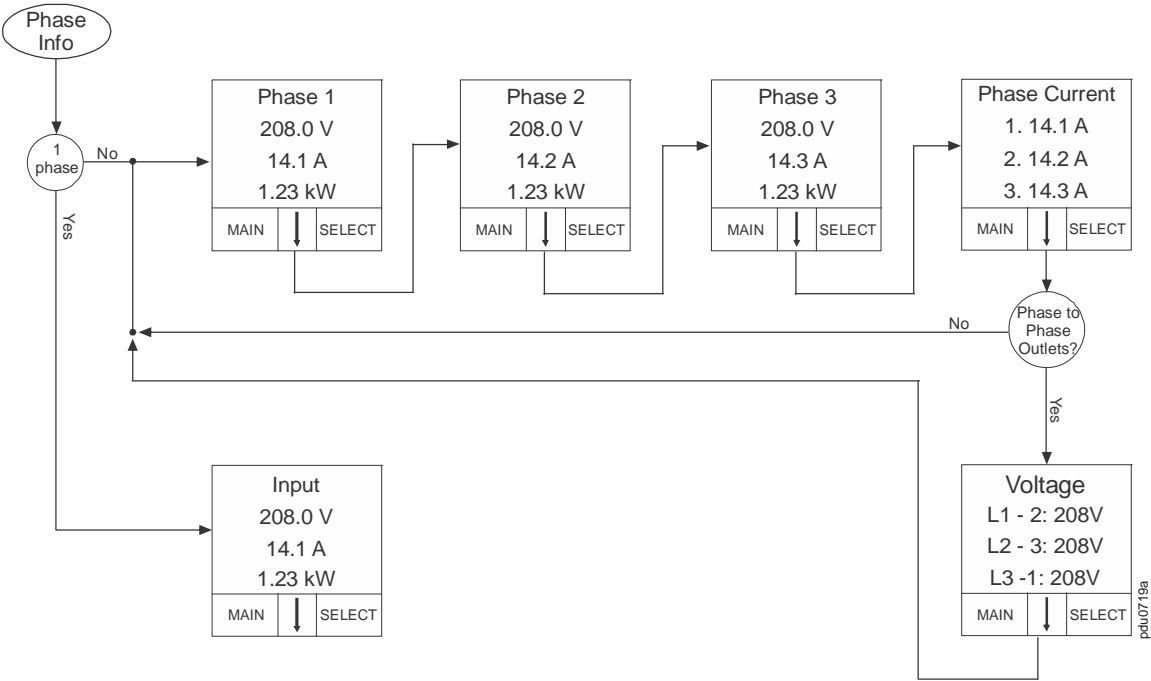 Phase
Info
1
phase
No
Yes
Phase 1
208.0 V
14.1 A
1.23 kW
MAIN
SELECT
Phase 2
208.0 V
14.2 A
1.23 kW
MAIN
SELECT
Phase 3
208.0 V
14.3 A
1.23 kW
MAIN
SELECT
Phase Current
1. 14.1 A
2. 14.2 A
3. 14.3 A
MAIN
SELECT
Phase to
Phase
Outlets?
No
Yes
Input
208.0 V
14.1 A
1.23 kW
MAIN
SELECT
Voltage
L1 - 2: 208V
L2 - 3: 208V
L3 -1: 208V
MAIN
SELECT
pdu0719a